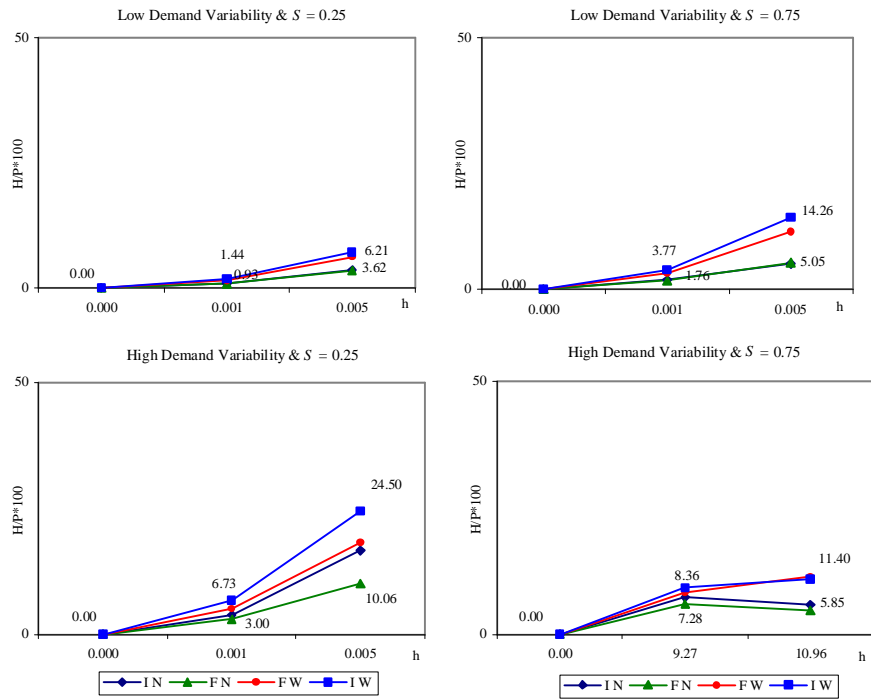 Low Demand Variability & S = 0.25
50
H/P*100
0
0.00
1.44
0.93
6.21
3.62
0.000
0.001
0.005
h
Low Demand Variability & S = 0.75
50
H/P*100
0
0.00
3.77
1.76
14.26
5.05
0.000
0.001
0.005
h
High Demand Variability & S = 0.25
50
H/P*100
0
0.00
6.73
3.00
24.50
10.06
0.000
0.001
0.005
h
I N
F N
F W
I W
High Demand Variability & S = 0.75
50
H/P*100
0
0.00
8.36
7.28
11.40
5.85
0.00
9.27
10.96
h
I N
F N
F W
I W